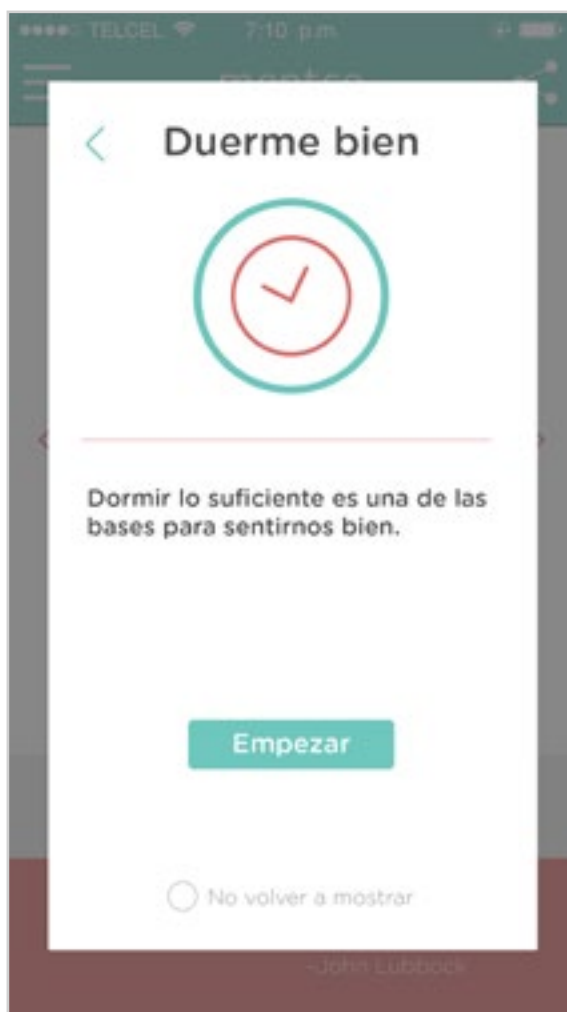 TELCEL 7:10 p.m.
Duerme bien
Dormir lo suficiente es una de las
bases para sentirnos bien.
Empezar
No volver a mostrar
-John Lubbock